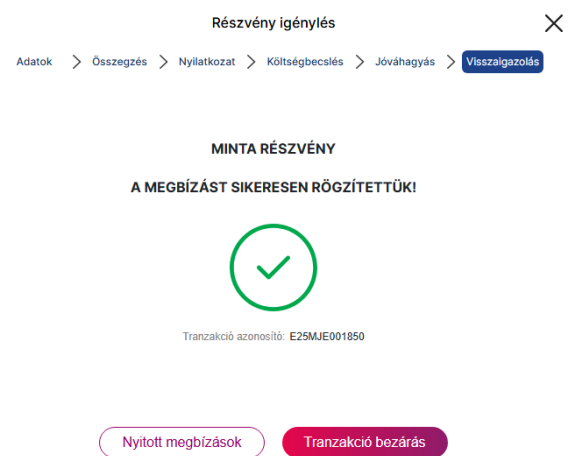 Részvény igénylés
Adatok Összegzés Nyilatkozat Költségbecslés Jóváhagyás Visszaigazolás
MINTA RÉSZVÉNY
A MEGBÍZÁST SIKERESEN RÖGZÍTETTÜK!
Tranzakció azonosító: E25MJE001850
Nyitott megbízások Tranzakció bezárás